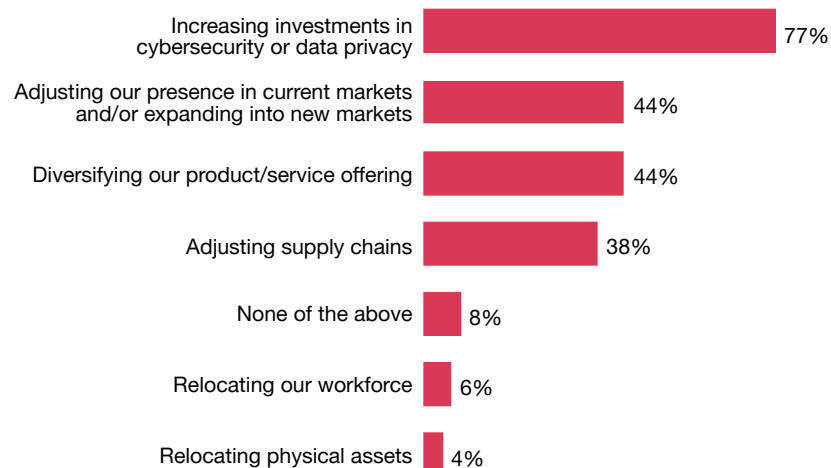 Increasing investments in
cybersecurity or data privacy
77%
Adjusting our presence in current markets
and/or expanding into new markets
44%
Diversifying our product/service offering
44%
Adjusting supply chains
38%
None of the above
8%
Relocating our workforce
6%
Relocating physical assets
4%